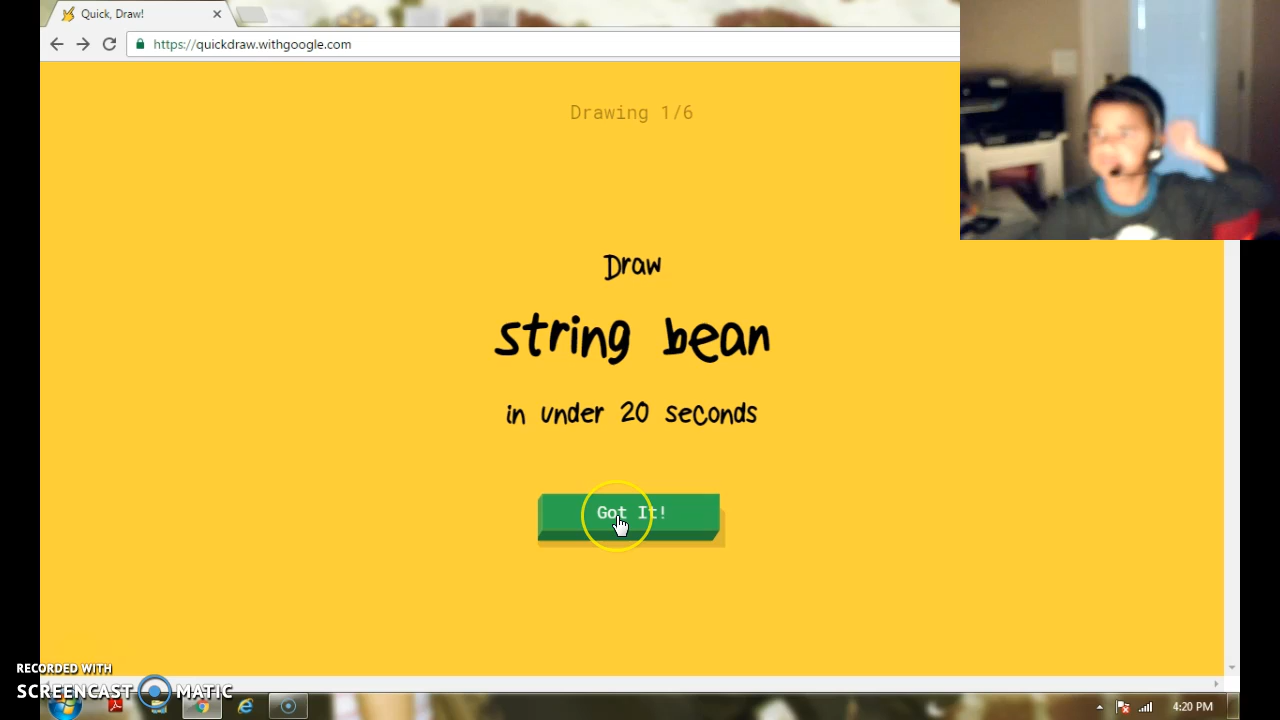 Quick, Draw!
https://quickdraw.withgoogle.com
Drawing 1/6
Draw
string bean
in under 20 seconds
Got It!
RECORDED WITH
SCREENCAST MATIC
4:20 PM